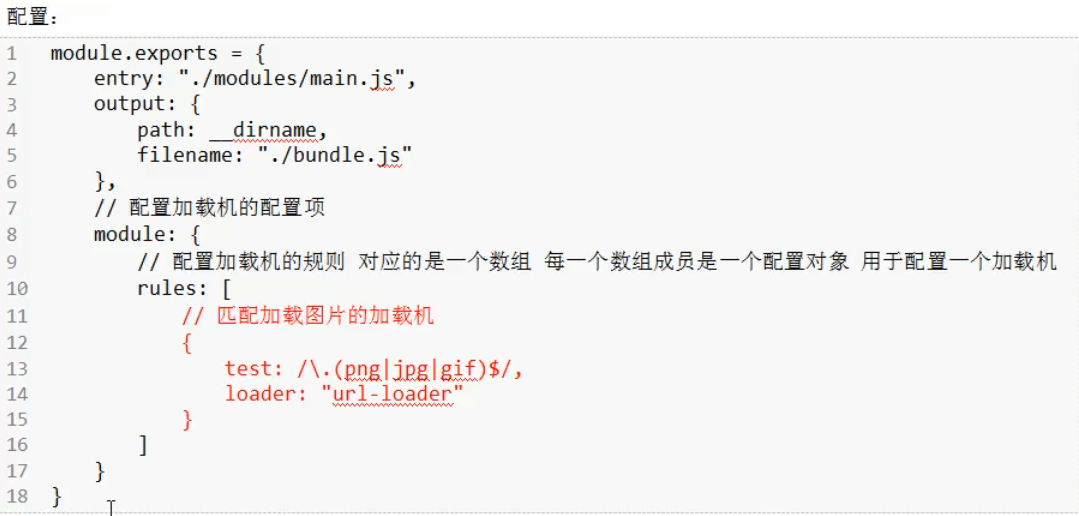 配置：
1 module.exports = {
2     entry: "./modules/main.js",
3     output: {
4         path: __dirname,
5         filename: "./bundle.js"
6     },
7     // 配置加载机的配置项
8     module: {
9         // 配置加载机的规则 对应的是一个数组 每一个数组成员是一个配置对象 用于配置一个加载机
10         rules: [
11             // 匹配加载图片的加载机
12             {
13                 test: /\.(png|jpg|gif)$/,
14                 loader: "url-loader"
15             }
16         ]
17     }
18 }